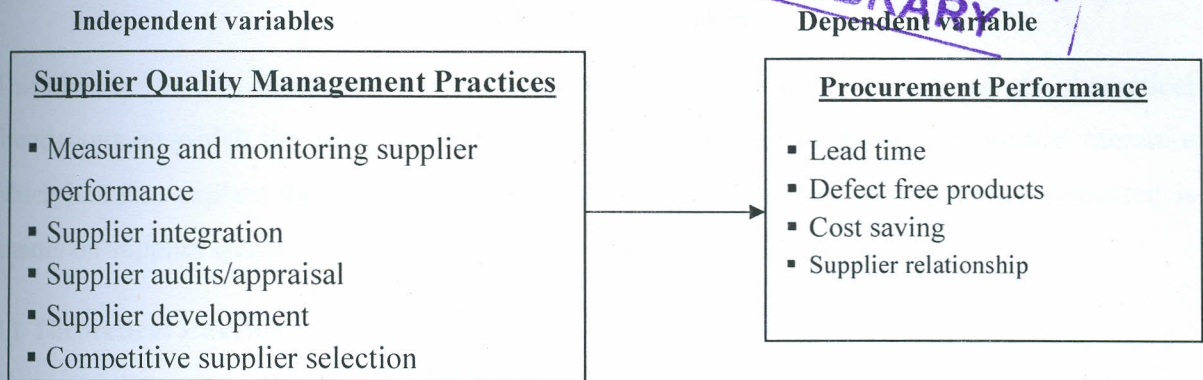 Independent variables
Dependent variable
Supplier Quality Management Practices
▪ Measuring and monitoring supplier
performance
▪ Supplier integration
▪ Supplier audits/appraisal
▪ Supplier development
▪ Competitive supplier selection
Procurement Performance
▪ Lead time
▪ Defect free products
▪ Cost saving
▪ Supplier relationship